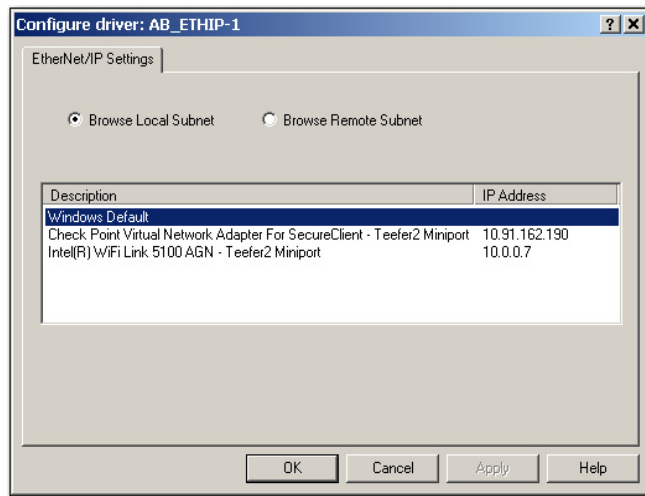 Configure driver: AB_ETHIP-1
EtherNet/IP Settings
Browse Local Subnet Browse Remote Subnet
Description IP Address
Windows Default
Check Point Virtual Network Adapter For SecureClient - Teefer2 Miniport 10.91.162.190
Intel(R) WiFi Link 5100 AGN - Teefer2 Miniport 10.0.0.7
OK Cancel Apply Help